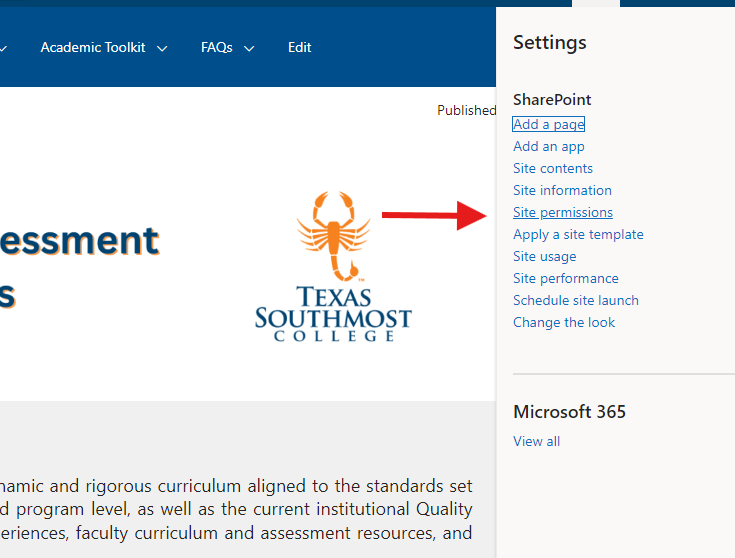 Academic Toolkit
FAQs
Edit
Published
essment
s
TEXAS
SOUTHMOST
COLLEGE
namic and rigorous curriculum aligned to the standards set
d program level, as well as the current institutional Quality
periences, faculty curriculum and assessment resources, and
Settings
SharePoint
Add a page
Add an app
Site contents
Site information
Site permissions
Apply a site template
Site usage
Site performance
Schedule site launch
Change the look
Microsoft 365
View all